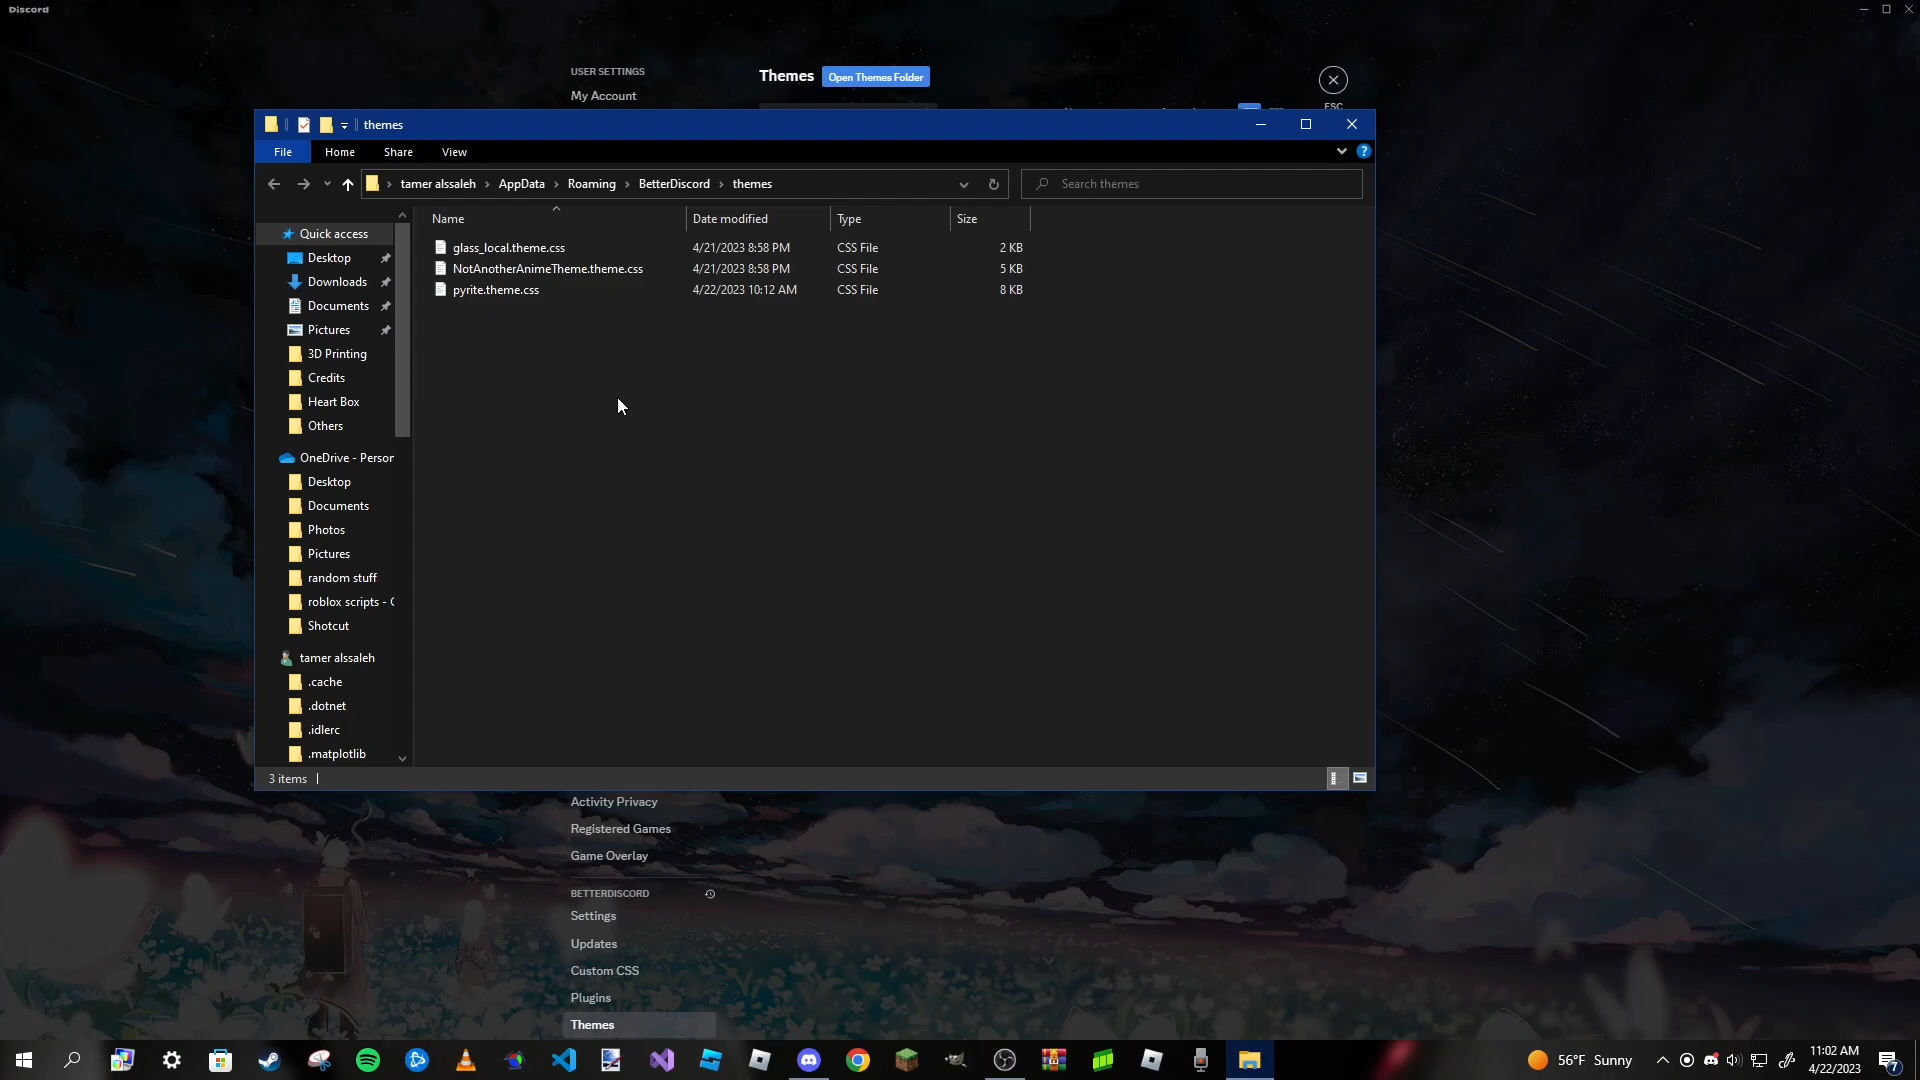 Discord
USER SETTINGS
My Account
Themes
Open Themes Folder
ESC
themes
File
Home
Share
View
tamer alssaleh
AppData
Roaming
BetterDiscord
themes
Search themes
Name
Date modified
Type
Size
glass_local.theme.css
4/21/2023 8:58 PM
CSS File
2 KB
NotAnotherAnimeTheme.theme.css
4/21/2023 8:58 PM
CSS File
5 KB
pyrite.theme.css
4/22/2023 10:12 AM
CSS File
8 KB
Quick access
Desktop
Downloads
Documents
Pictures
3D Printing
Credits
Heart Box
Others
OneDrive - Person
Desktop
Documents
Photos
Pictures
random stuff
roblox scripts - C
Shotcut
tamer alssaleh
.cache
.dotnet
.idlerc
.matplotlib
3 items
Activity Privacy
Registered Games
Game Overlay
BETTERDISCORD
Settings
Updates
Custom CSS
Plugins
Themes
56°F Sunny
11:02 AM
4/22/2023
7